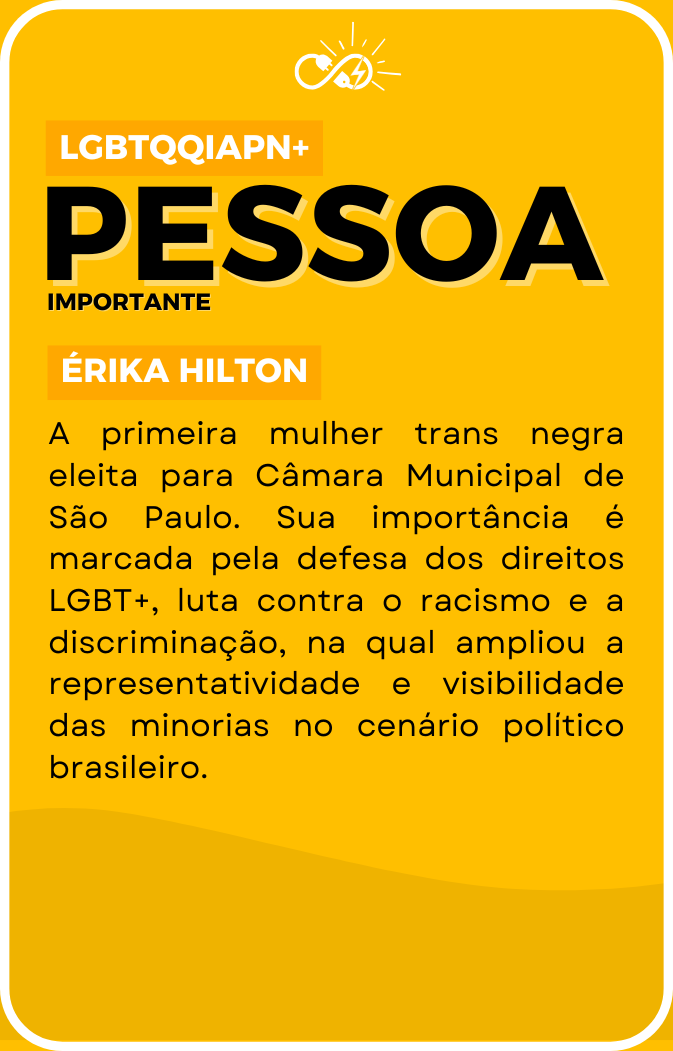 LGBTQQIAPN+
PESSOA
IMPORTANTE
ÉRIKA HILTON
A primeira mulher trans negra
eleita para Câmara Municipal de
São Paulo. Sua importância é
marcada pela defesa dos direitos
LGBT+, luta contra o racismo e a
discriminação, na qual ampliou a
representatividade e visibilidade
das minorias no cenário político
brasileiro.